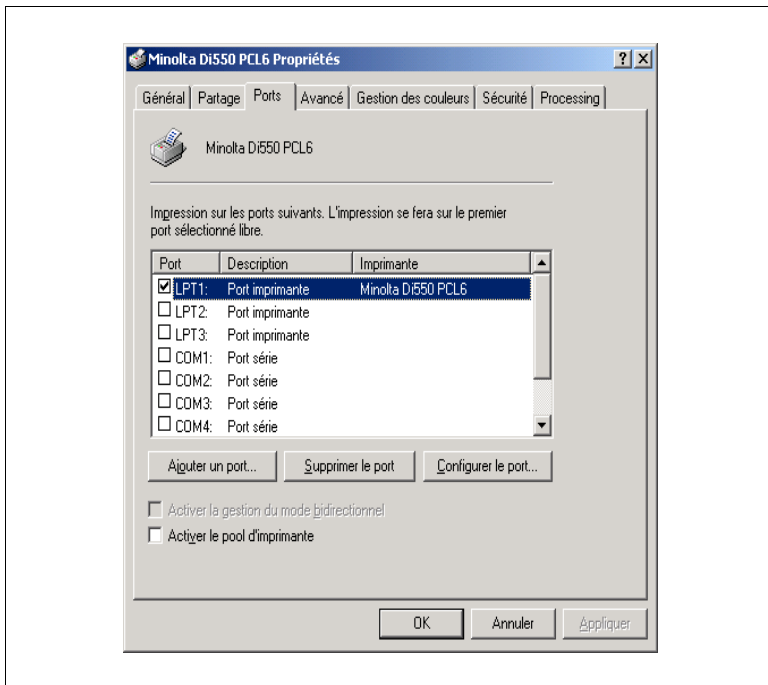 Minolta Di550 PCL6 Propriétés
Général Partage Ports Avancé Gestion des couleurs Sécurité Processing
Minolta Di550 PCL6
Impression sur les ports suivants. L'impression se fera sur le premier
port sélectionné libre.
Port Description Imprimante
LPT1: Port imprimante Minolta Di550 PCL6
LPT2: Port imprimante
LPT3: Port imprimante
COM1: Port série
COM2: Port série
COM3: Port série
COM4: Port série
Ajouter un port... Supprimer le port Configurer le port...
Activer la gestion du mode bidirectionnel
Activer le pool d'imprimante
OK Annuler Appliquer